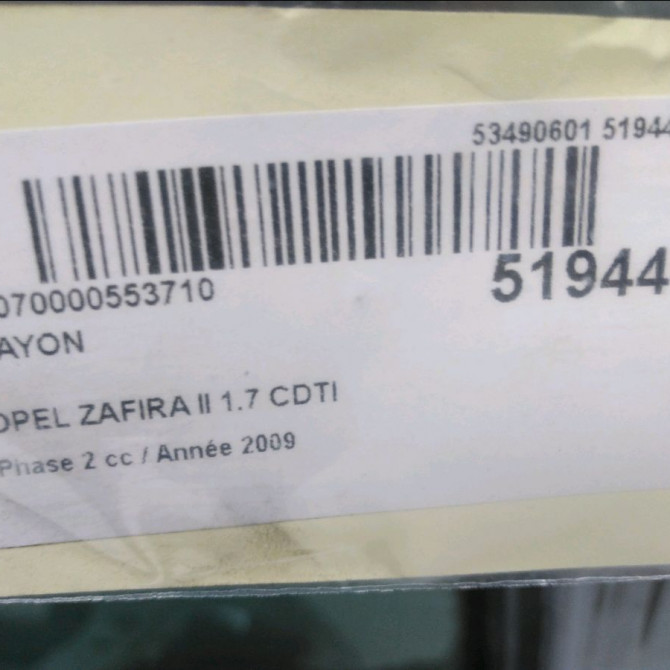 53490601 51944
070000553710
51944
AYON
OPEL ZAFIRA II 1.7 CDTI
Phase 2 cc / Année 2009